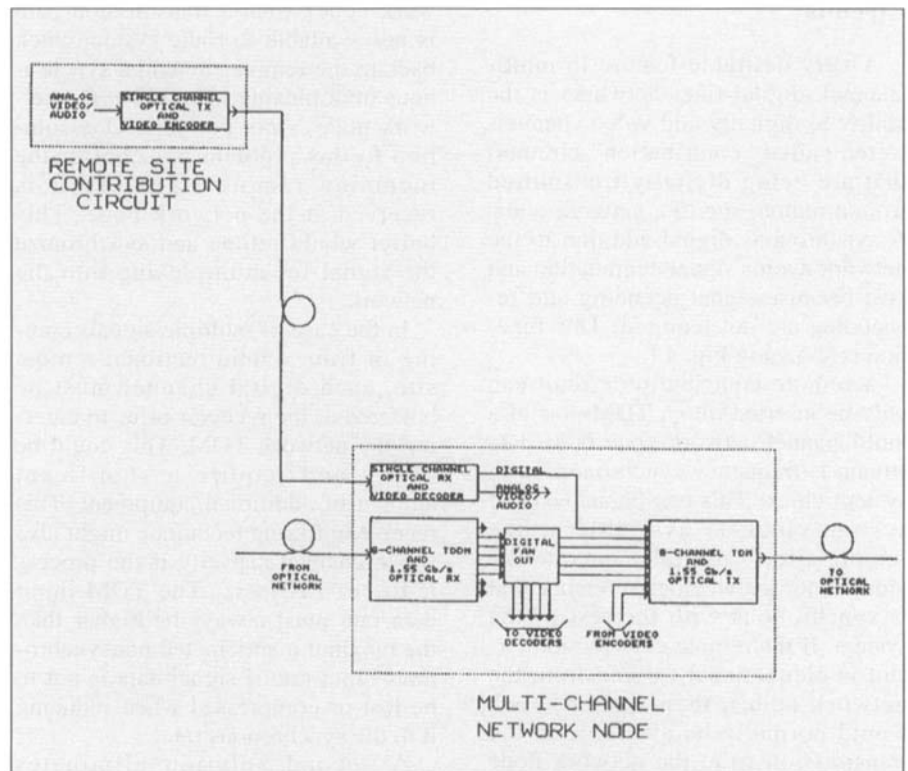 ANALOG
VIDEO/
AUDIO
SINGLE CHANNEL
OPTICAL TX
AND
VIDEO ENCODER
REMOTE SITE
CONTRIBUTION
CIRCUIT
SINGLE CHANNEL
OPTICAL RX
AND
VIDEO DECODER
DIGITAL
ANALOG
VIDEO/
AUDIO
FROM
OPTICAL
NETWORK
8-CHANNEL TDDM
AND
1.55 Gb/s
OPTICAL RX
DIGITAL
FAN
OUT
8-CHANNEL TDM
AND
1.55 Gb/s
OPTICAL TX
TO
OPTICAL
NETWORK
TO VIDEO
DECODERS
FROM VIDEO
ENCODERS
MULTI-CHANNEL
NETWORK NODE